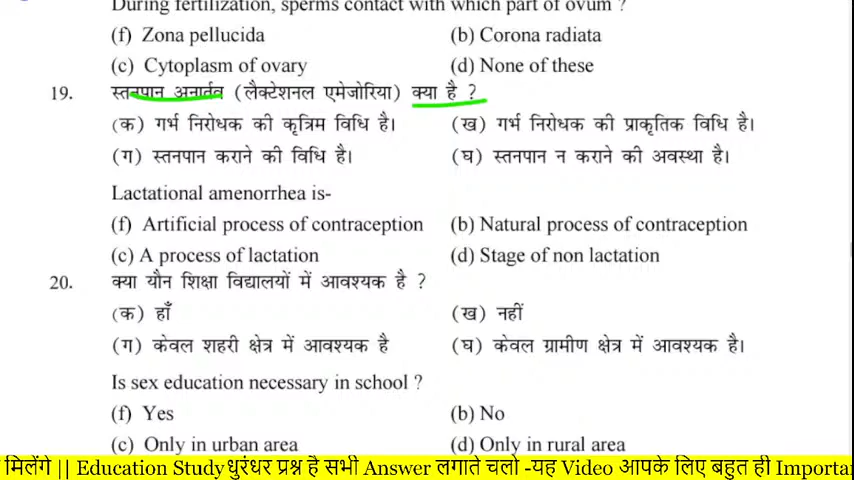 During fertilization, sperms contact with which part of ovum ?
(f) Zona pellucida (b) Corona radiata
(c) Cytoplasm of ovary (d) None of these
19. स्तनपान अनार्तव (लैक्टेशनल एमेजोरिया) क्या है ?
(क) गर्भ निरोधक की कृत्रिम विधि है। (ख) गर्भ निरोधक की प्राकृतिक विधि है।
(ग) स्तनपान कराने की विधि है। (घ) स्तनपान न कराने की अवस्था है।
Lactational amenorrhea is-
(f) Artificial process of contraception (b) Natural process of contraception
(c) A process of lactation (d) Stage of non lactation
20. क्या यौन शिक्षा विद्यालयों में आवश्यक है ?
(क) हाँ (ख) नहीं
(ग) केवल शहरी क्षेत्र में आवश्यक है (घ) केवल ग्रामीण क्षेत्र में आवश्यक है।
Is sex education necessary in school ?
(f) Yes (b) No
(c) Only in urban area (d) Only in rural area
मिलेंगे || Education Study धुरंधर प्रश्न है सभी Answer लगाते चलो -यह Video आपके लिए बहुत ही Importa